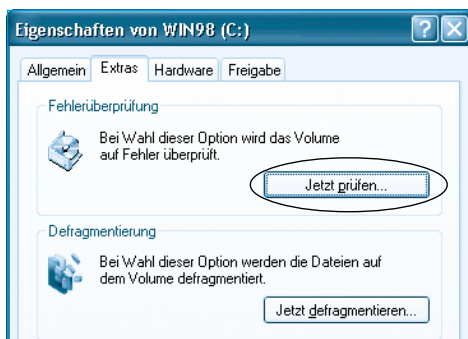 Eigenschaften von WIN98 (C:)
Allgemein Extras Hardware Freigabe
Fehlerüberprüfung
Bei Wahl dieser Option wird das Volume
auf Fehler überprüft.
Jetzt prüfen...
Defragmentierung
Bei Wahl dieser Option werden die Dateien auf
dem Volume defragmentiert.
Jetzt defragmentieren...